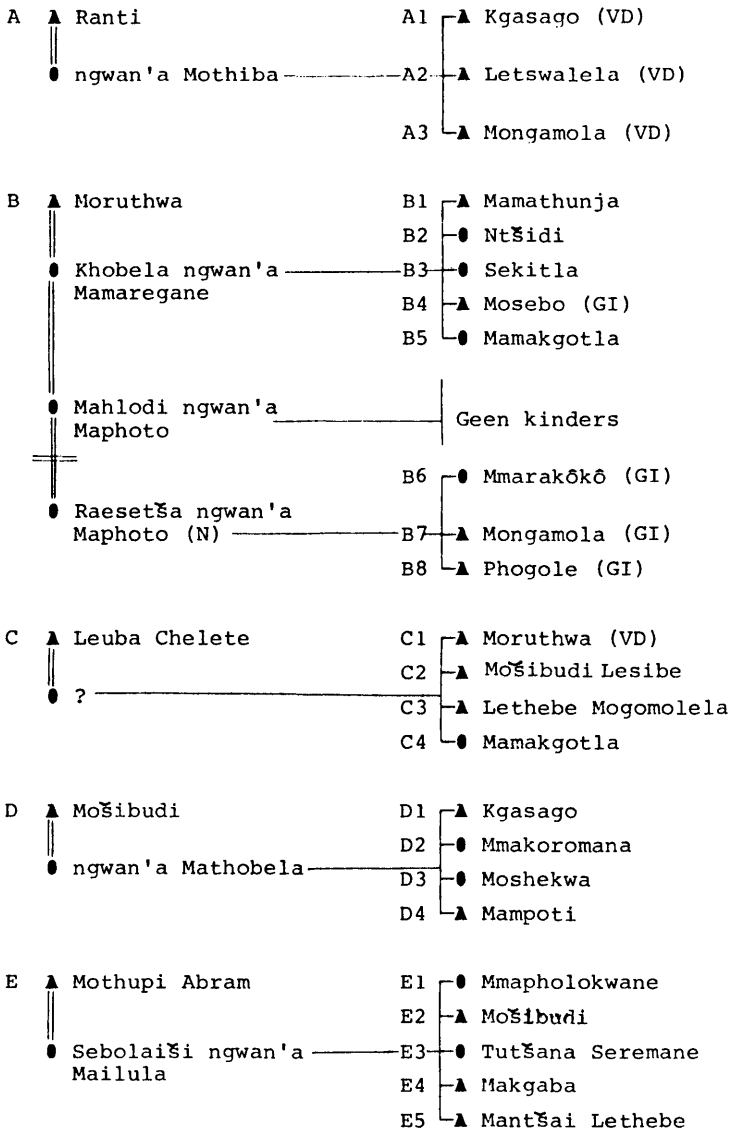 A Ranti A1 Kgasago (VD)
ngwan'a Mothiba A2 Letswalela (VD)
A3 Mongamola (VD)
B Moruthwa B1 Mamathunja
B2 Ntšidi
Khobela ngwan'a B3 Sekitla
Mamaregane
B4 Mosebo (GI)
B5 Mamakgotla
Mahlodi ngwan'a
Maphoto Geen kinders
B6 Mmarakôkô (GI)
Raesetša ngwan'a
Maphoto (N) B7 Mongamola (GI)
B8 Phogole (GI)
C Leuba Chelete C1 Moruthwa (VD)
C2 Mošibudi Lesibe
? C3 Lethebe Mogomolela
C4 Mamakgotla
D Mošibudi D1 Kgasago
D2 Mmakoromana
ngwan'a Mathobela D3 Moshekwa
D4 Mampoti
E Mothupi Abram E1 Mmapholokwane
E2 Mošibudi
Sebolaiši ngwan'a E3 Tutšana Seremane
Mailula
E4 Makgaba
E5 Mantšai Lethebe